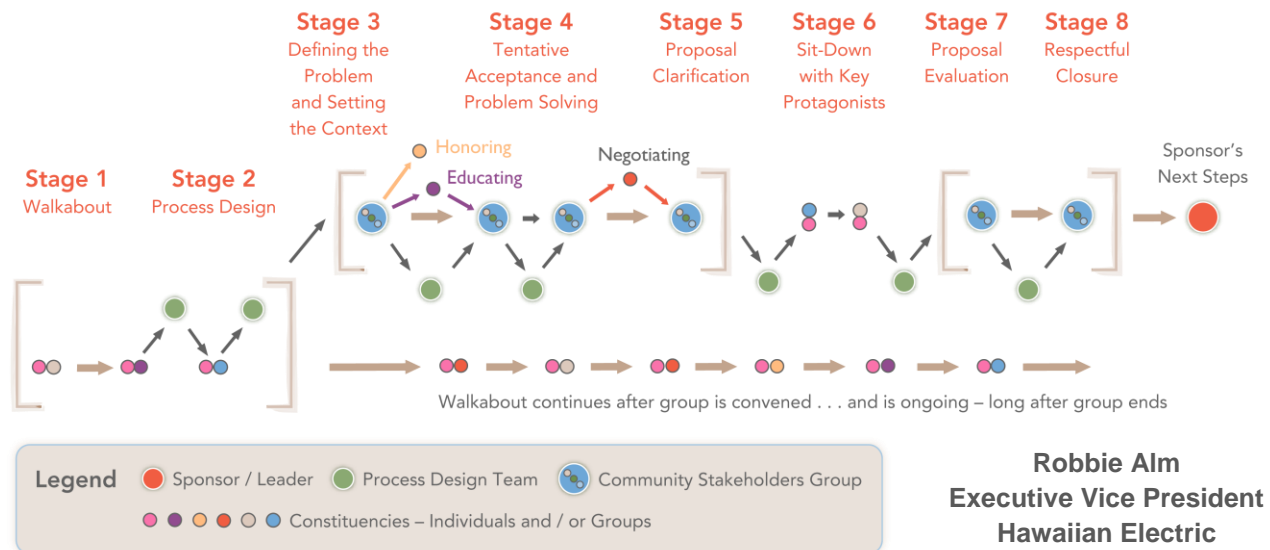 Stage 3
Defining the
Problem
and Setting
the Context
Stage 4
Tentative
Acceptance and
Problem Solving
Stage 5
Proposal
Clarification
Stage 6
Sit-Down
with Key
Protagonists
Stage 7
Proposal
Evaluation
Stage 8
Respectful
Closure
Stage 1
Walkabout
Stage 2
Process Design
Honoring
Educating
Negotiating
Sponsor's
Next Steps
Walkabout continues after group is convened . . . and is ongoing – long after group ends
Legend
Sponsor / Leader
Process Design Team
Community Stakeholders Group
Constituencies – Individuals and / or Groups
Robbie Alm
Executive Vice President
Hawaiian Electric